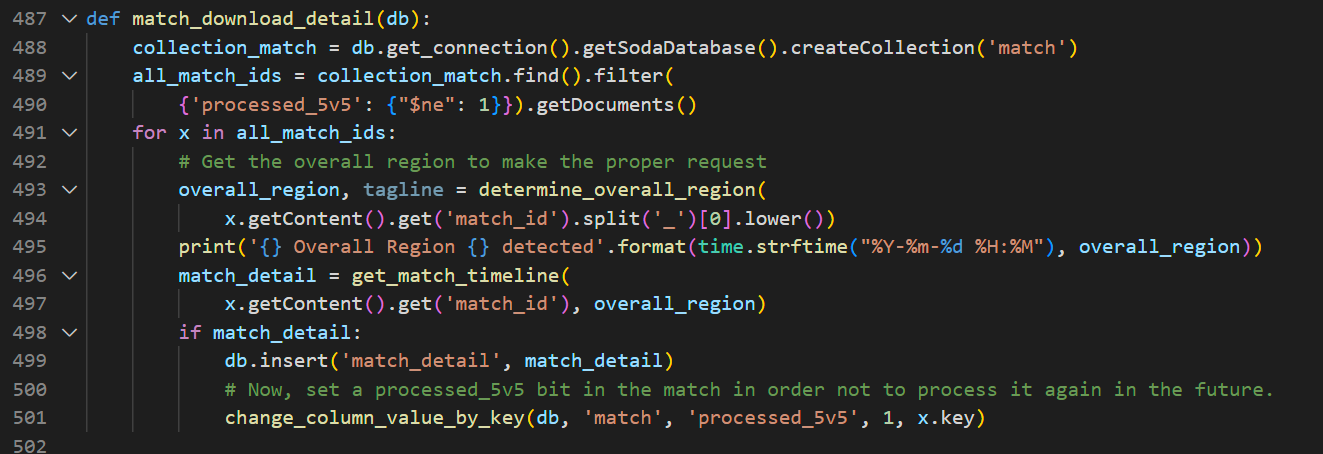 487 def match_download_detail(db):
488     collection_match = db.get_connection().getSodaDatabase().createCollection('match')
489     all_match_ids = collection_match.find().filter(
490         {'processed_5v5': {"$ne": 1}}).getDocuments()
491     for x in all_match_ids:
492         # Get the overall region to make the proper request
493         overall_region, tagline = determine_overall_region(
494             x.getContent().get('match_id').split('_')[0].lower())
495         print('{} Overall Region {} detected'.format(time.strftime("%Y-%m-%d %H:%M"), overall_region))
496         match_detail = get_match_timeline(
497             x.getContent().get('match_id'), overall_region)
498         if match_detail:
499             db.insert('match_detail', match_detail)
500             # Now, set a processed_5v5 bit in the match in order not to process it again in the future.
501             change_column_value_by_key(db, 'match', 'processed_5v5', 1, x.key)
502